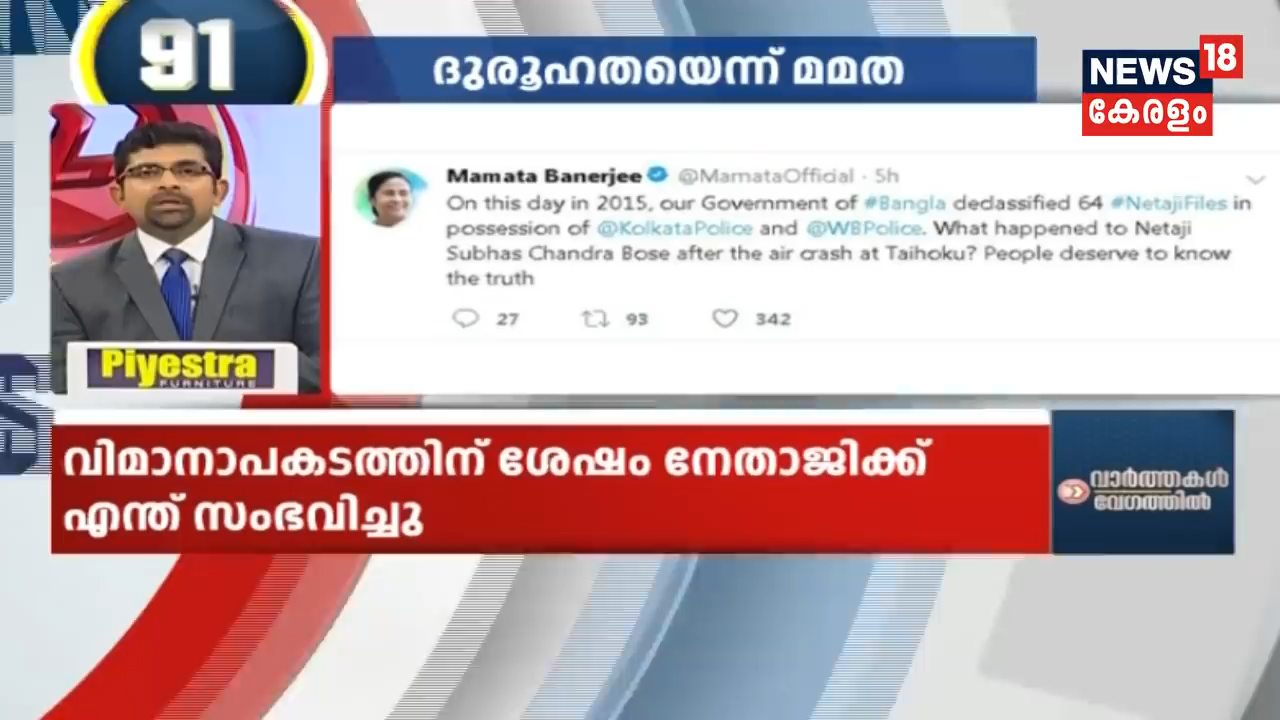 91
ദുരൂഹതയെന്ന് മമത
NEWS 18
കേരളം
Mamata Banerjee @MamataOfficial · 5h
On this day in 2015, our Government of #Bangla declassified 64 #NetajiFiles in
possession of @KolkataPolice and @WBPolice. What happened to Netaji
Subhas Chandra Bose after the air crash at Taihoku? People deserve to know
the truth
27 93 342
Piyestra
FURNITURE
വിമാനാപകടത്തിന് ശേഷം നേതാജിക്ക്
എന്ത് സംഭവിച്ചു
വാർത്തകൾ
വേഗത്തിൽ